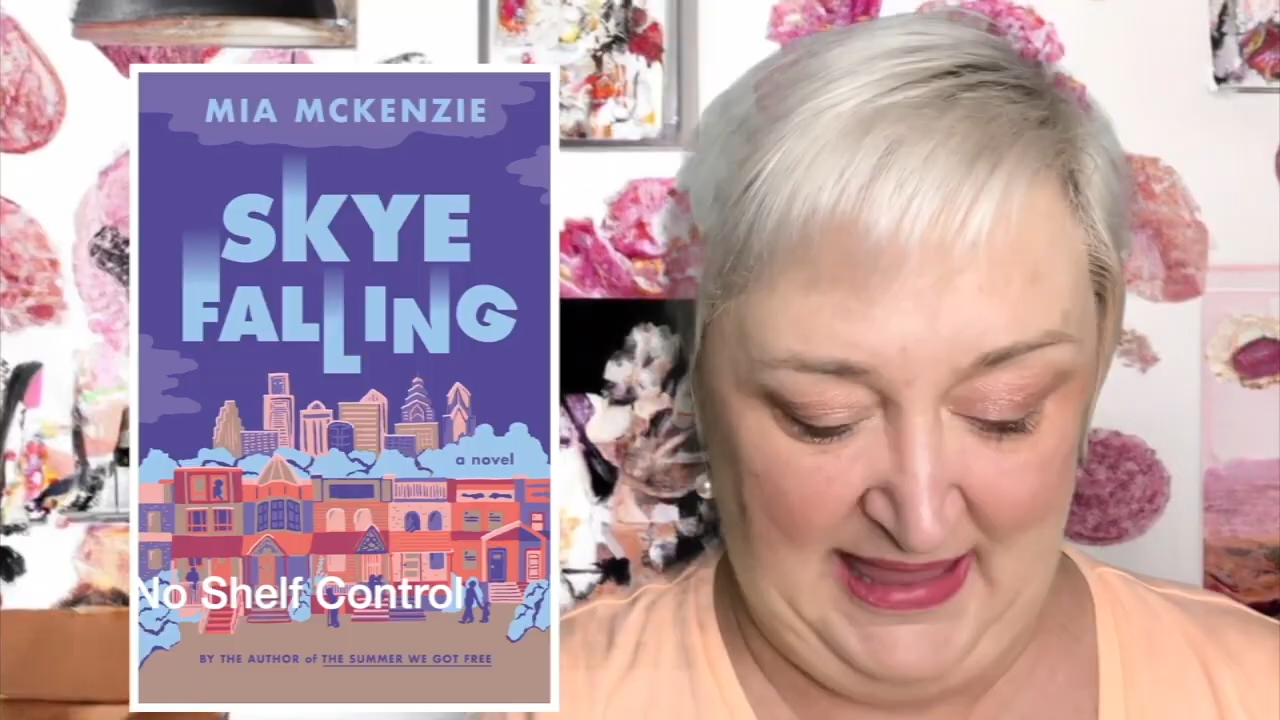 MIA MCKENZIE
SKYE
FALLING
a novel
No Shelf Control
BY THE AUTHOR of THE SUMMER WE GOT FREE